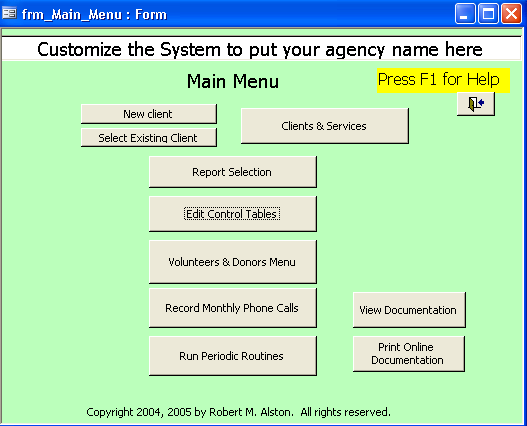 frm_Main_Menu : Form
Customize the System to put your agency name here
Main Menu
Press F1 for Help
New client
Select Existing Client
Clients & Services
Report Selection
Edit Control Tables
Volunteers & Donors Menu
Record Monthly Phone Calls
View Documentation
Run Periodic Routines
Print Online
Documentation
Copyright 2004, 2005 by Robert M. Alston. All rights reserved.